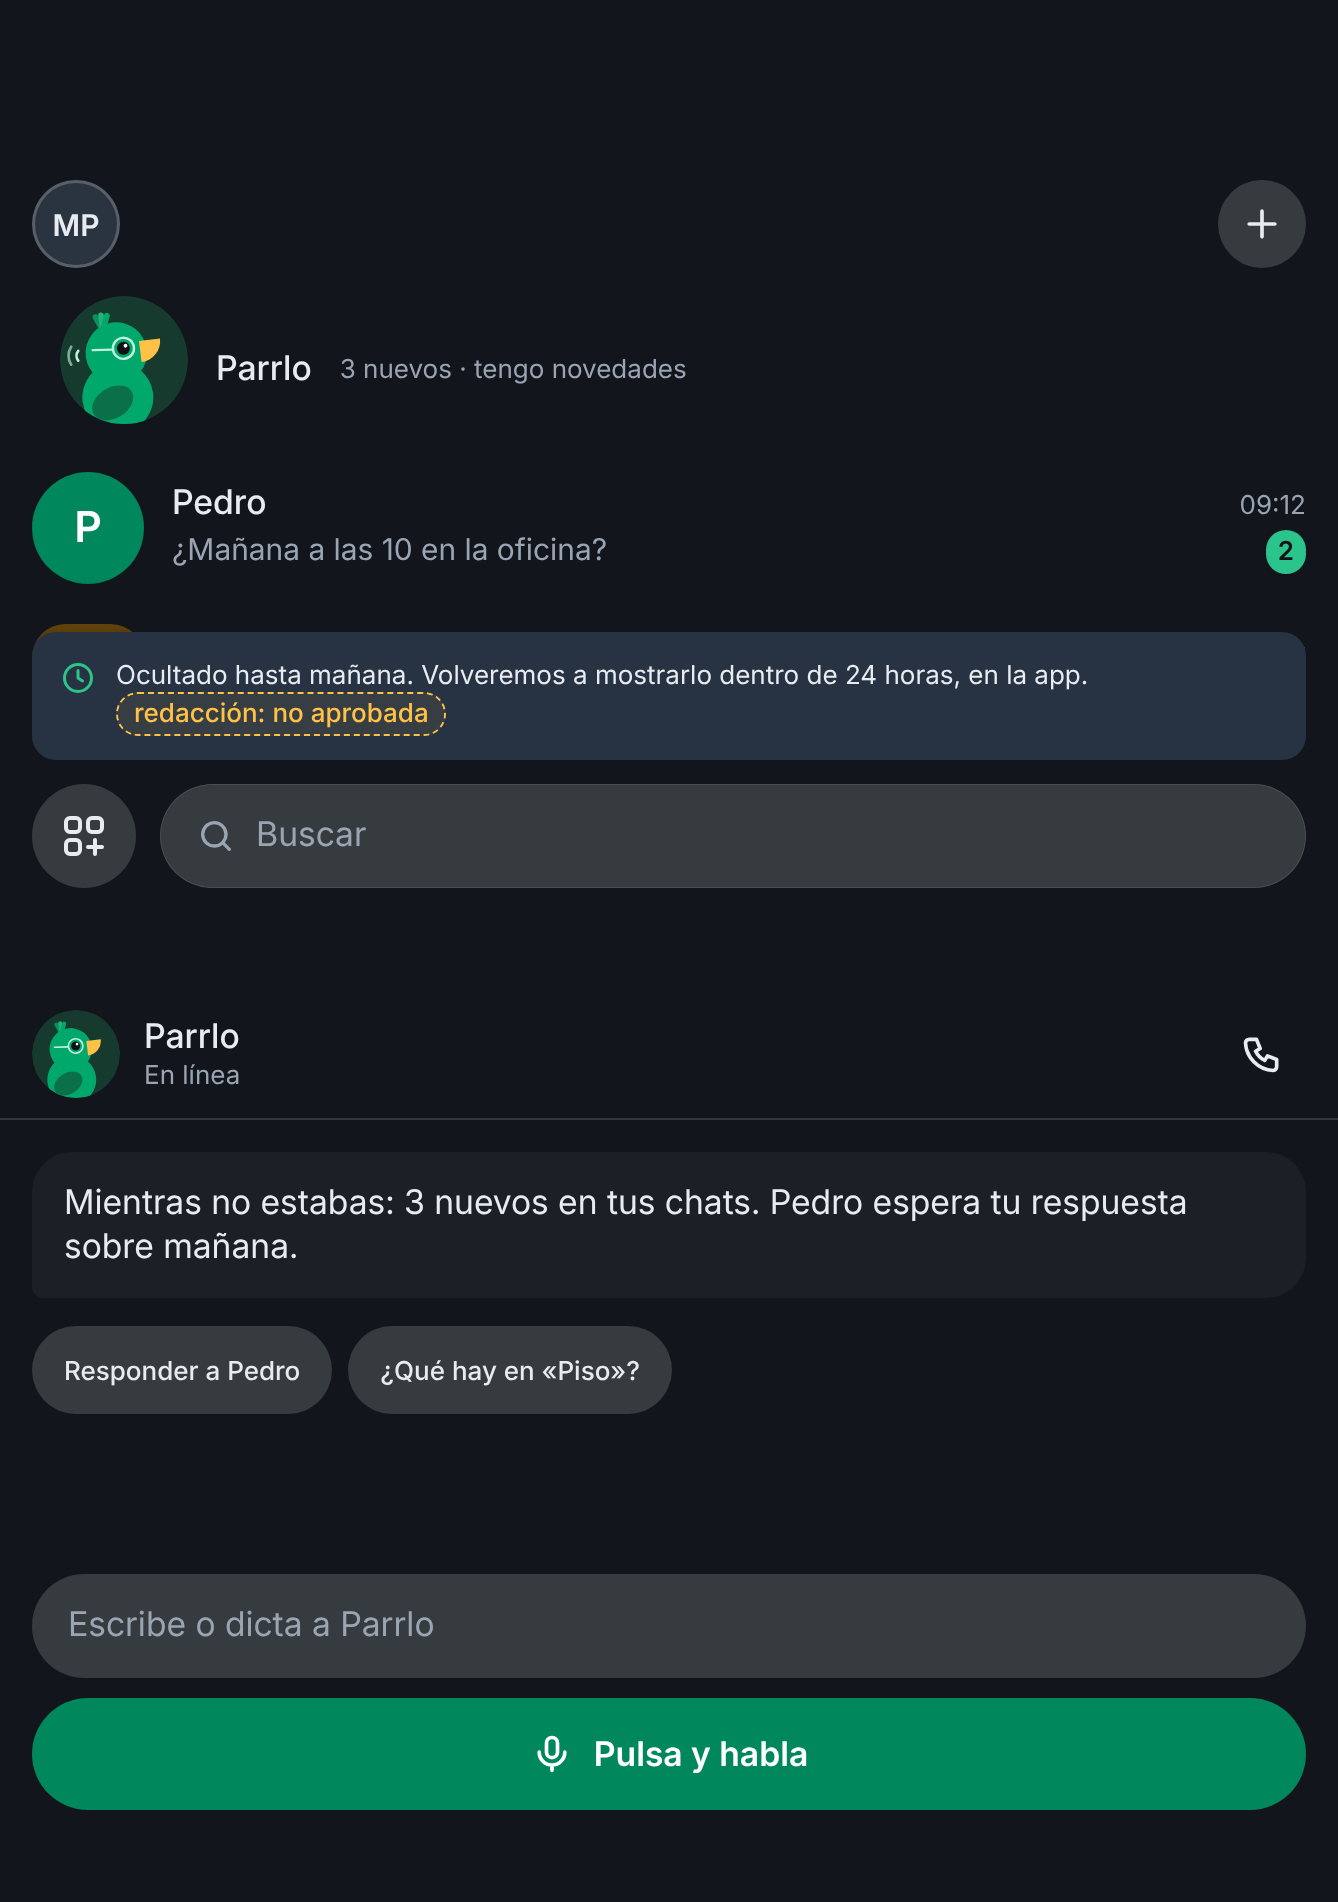 MP
Parrlo 3 nuevos · tengo novedades
P
Pedro
09:12
¿Mañana a las 10 en la oficina?
2
Ocultado hasta mañana. Volveremos a mostrarlo dentro de 24 horas, en la app.
redacción: no aprobada
Buscar
Parrlo
En línea
Mientras no estabas: 3 nuevos en tus chats. Pedro espera tu respuesta
sobre mañana.
Responder a Pedro
¿Qué hay en «Piso»?
Escribe o dicta a Parrlo
Pulsa y habla